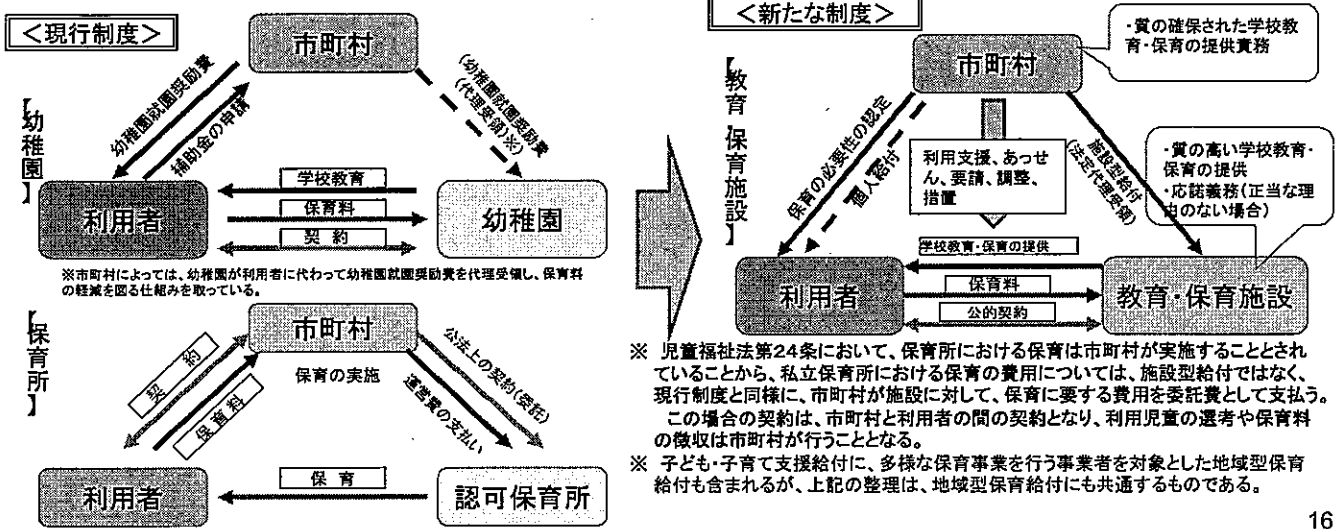 ＜現行制度＞
【幼稚園】
市町村
幼稚園就園奨励費
補助金の申請
(幼稚園就園奨励費
(代理受領)※)
学校教育
保育料
契約
利用者
幼稚園
※市町村によっては、幼稚園が利用者に代わって幼稚園就園奨励費を代理受領し、保育料
の軽減を図る仕組みを取っている。
【保育所】
市町村
保育の実施
契約
保育料
公法上の契約(委託)
運営費の支払い
保育
利用者
認可保育所
＜新たな制度＞
【教育 保育施設】
市町村
・質の確保された学校教
育・保育の提供責務
保育の必要性の認定
個人給付
利用支援、あっせ
ん、要請、調整、
措置
施設型給付
(法定代理受領)
・質の高い学校教育・
保育の提供
・応諾義務(正当な理
由のない場合)
学校教育・保育の提供
保育料
公的契約
利用者
教育・保育施設
※ 児童福祉法第24条において、保育所における保育は市町村が実施することとされ
ていることから、私立保育所における保育の費用については、施設型給付ではなく、
現行制度と同様に、市町村が施設に対して、保育に要する費用を委託費として支払う。
この場合の契約は、市町村と利用者の間の契約となり、利用児童の選考や保育料
の徴収は市町村が行うこととなる。
※ 子ども・子育て支援給付に、多様な保育事業を行う事業者を対象とした地域型保育
給付も含まれるが、上記の整理は、地域型保育給付にも共通するものである。
16